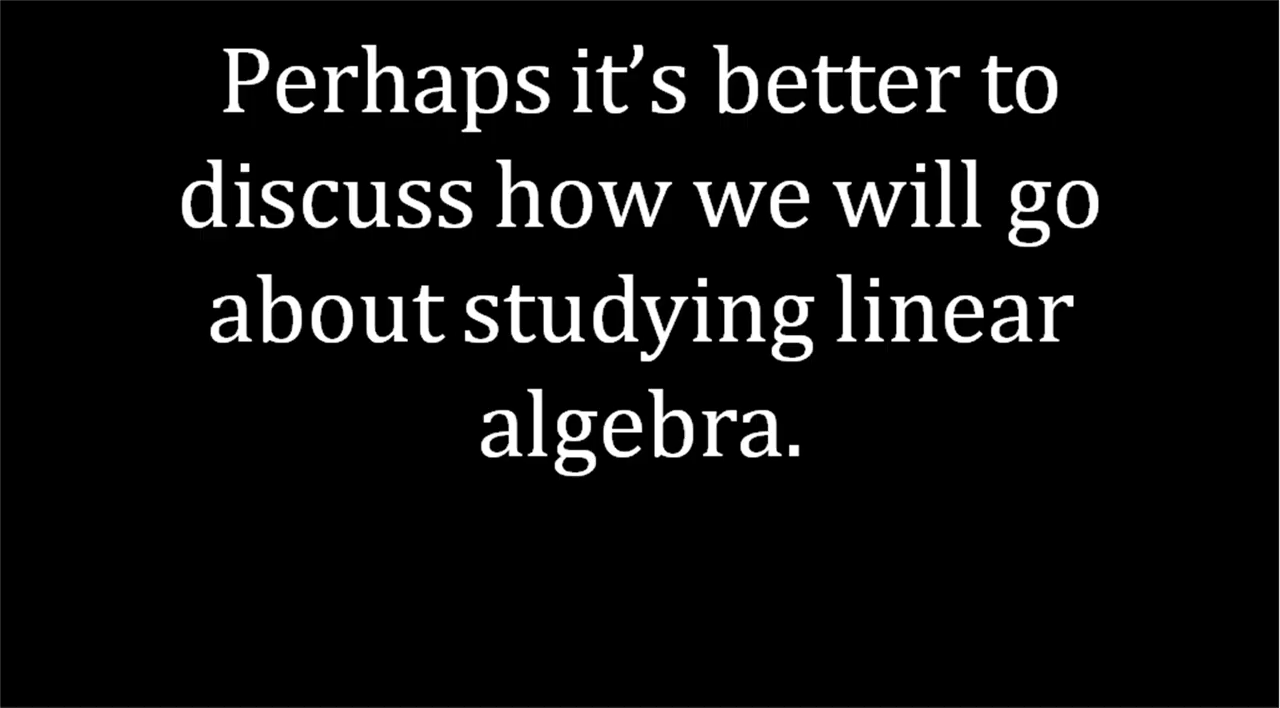 Perhaps it’s better to
discuss how we will go
about studying linear
algebra.